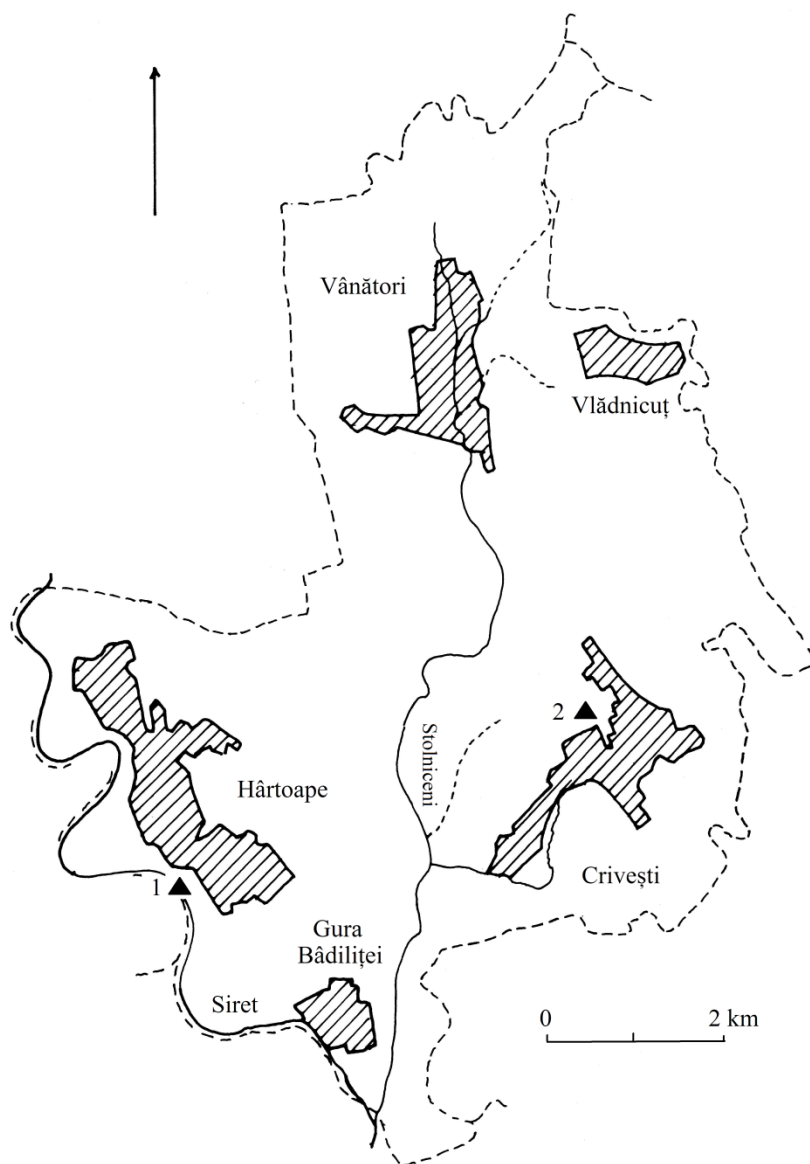 Vânători
Vlădnicuț
Stolniceni
2
Hârtoape
Crivești
1
Gura
Bâdiliței
Siret
0 2 km